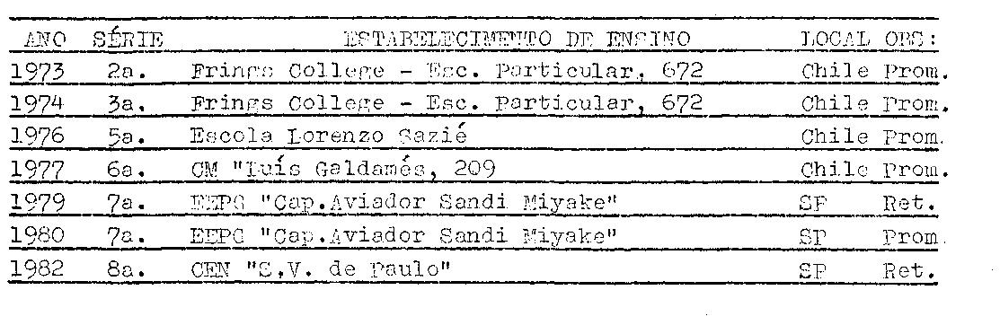 ANO SÉRIE ESTABELECIMENTO DE ENSINO LOCAL OBS:
1973 2a. Frings College - Esc. Particular, 672 Chile Prom.
1974 3a. Frings College - Esc. Particular, 672 Chile Prom.
1976 5a. Escola Lorenzo Sazié Chile Prom.
1977 6a. CM "Luís Galdamés, 209 Chile Prom.
1979 7a. EEPG "Cap.Aviador Sandi Miyake" SP Ret.
1980 7a. EEPG "Cap.Aviador Sandi Miyake" SP Prom.
1982 8a. CEN "S.V. de Paulo" SP Ret.